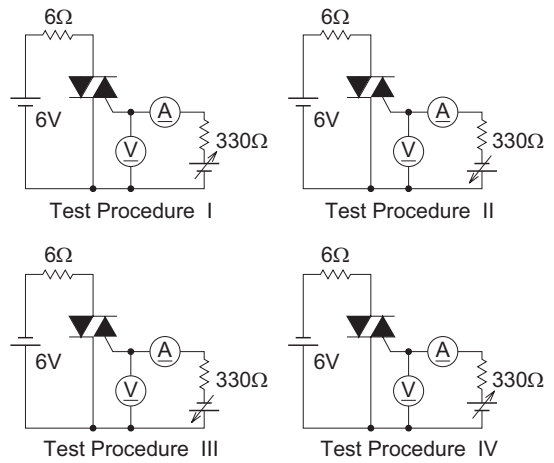 6Ω 6Ω
6V A 330Ω V 6V A 330Ω V
Test Procedure I Test Procedure II
6Ω 6Ω
6V A 330Ω V 6V A 330Ω V
Test Procedure III Test Procedure IV